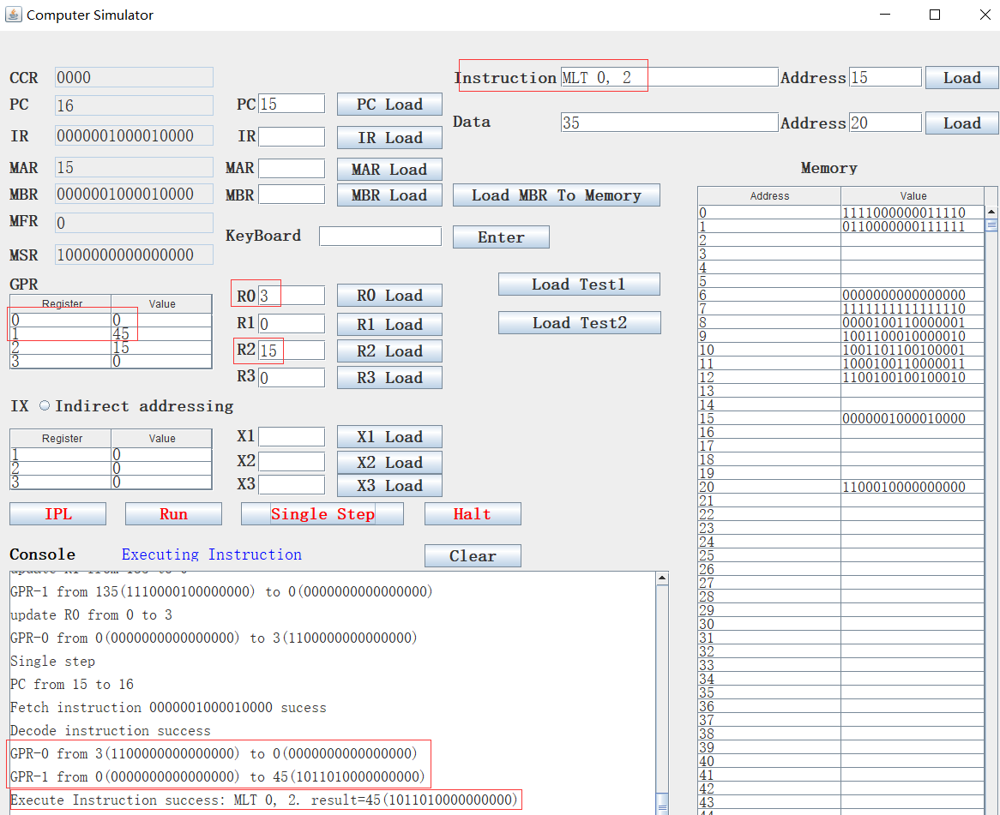 Computer Simulator
CCR 0000
Instruction MLT 0, 2 Address 15 Load
PC 16 PC 15 PC Load
Data 35 Address 20 Load
IR 0000001000010000 IR IR Load
MAR 15 MAR MAR Load
Memory
MBR 0000001000010000 MBR MBR Load Load MBR To Memory
MFR 0
KeyBoard Enter
MSR 1000000000000000
GPR
Register Value
0 0
1 45
2 15
3 0
R0 3 R0 Load
R1 0 R1 Load
R2 15 R2 Load
R3 0 R3 Load
Load Test1
Load Test2
IX Indirect addressing
Register Value
1 0
2 0
3 0
X1 X1 Load
X2 X2 Load
X3 X3 Load
IPL Run Single Step Halt
Console Executing Instruction Clear
GPR-1 from 135(1110000100000000) to 0(0000000000000000)
update R0 from 0 to 3
GPR-0 from 0(0000000000000000) to 3(1100000000000000)
Single step
PC from 15 to 16
Fetch instruction 0000001000010000 sucess
Decode instruction success
GPR-0 from 3(1100000000000000) to 0(0000000000000000)
GPR-1 from 0(0000000000000000) to 45(1011010000000000)
Execute Instruction success: MLT 0, 2. result=45(1011010000000000)
Address Value
0 1111000000011110
1 0110000000111111
2
3
4
5
6 0000000000000000
7 1111111111111110
8 0000100110000001
9 1001100010000010
10 1001101100100001
11 1000100110000011
12 1100100100100010
13
14
15 0000001000010000
16
17
18
19
20 1100010000000000
21
22
23
24
25
26
27
28
29
30
31
32
33
34
35
36
37
38
39
40
41
42
43